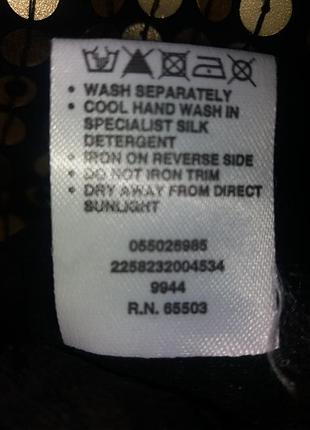 • WASH SEPARATELY
• COOL HAND WASH IN
SPECIALIST SILK
DETERGENT
• IRON ON REVERSE SIDE
• DO NOT IRON TRIM
• DRY AWAY FROM DIRECT
SUNLIGHT
055026985
2258232004534
9944
R.N. 65503